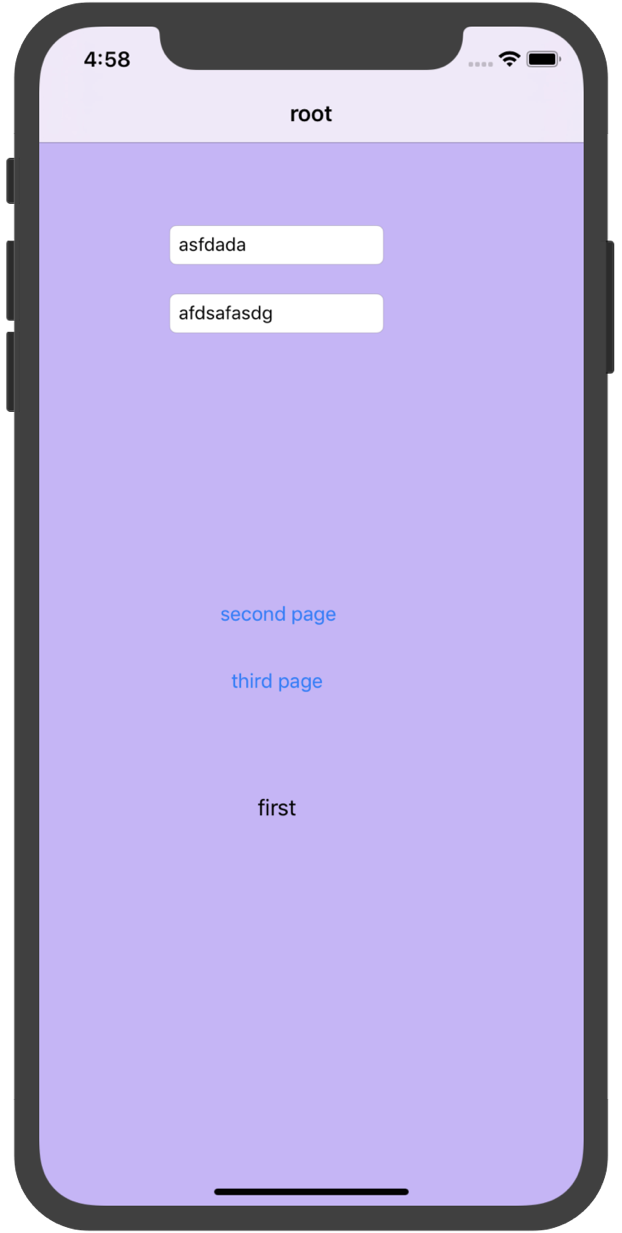 4:58
root
asfdada
afdsafasdg
second page
third page
first